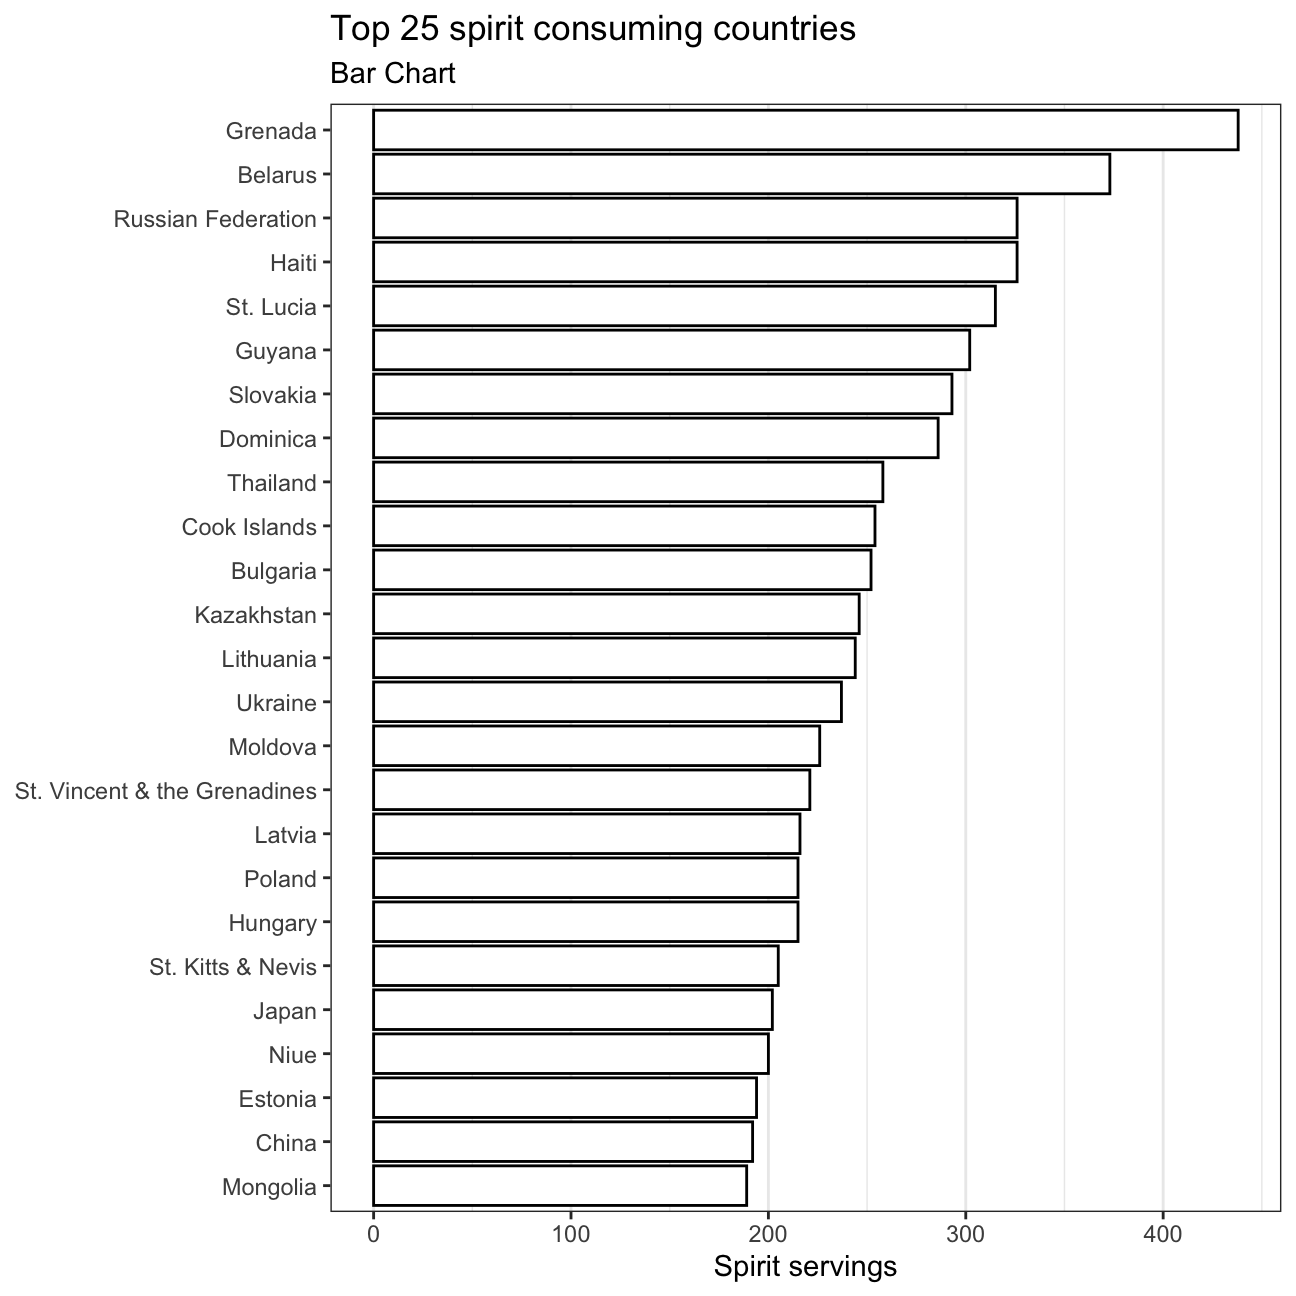 Top 25 spirit consuming countries
Bar Chart
Grenada
Belarus
Russian Federation
Haiti
St. Lucia
Guyana
Slovakia
Dominica
Thailand
Cook Islands
Bulgaria
Kazakhstan
Lithuania
Ukraine
Moldova
St. Vincent & the Grenadines
Latvia
Poland
Hungary
St. Kitts & Nevis
Japan
Niue
Estonia
China
Mongolia
0 100 200 300 400
Spirit servings